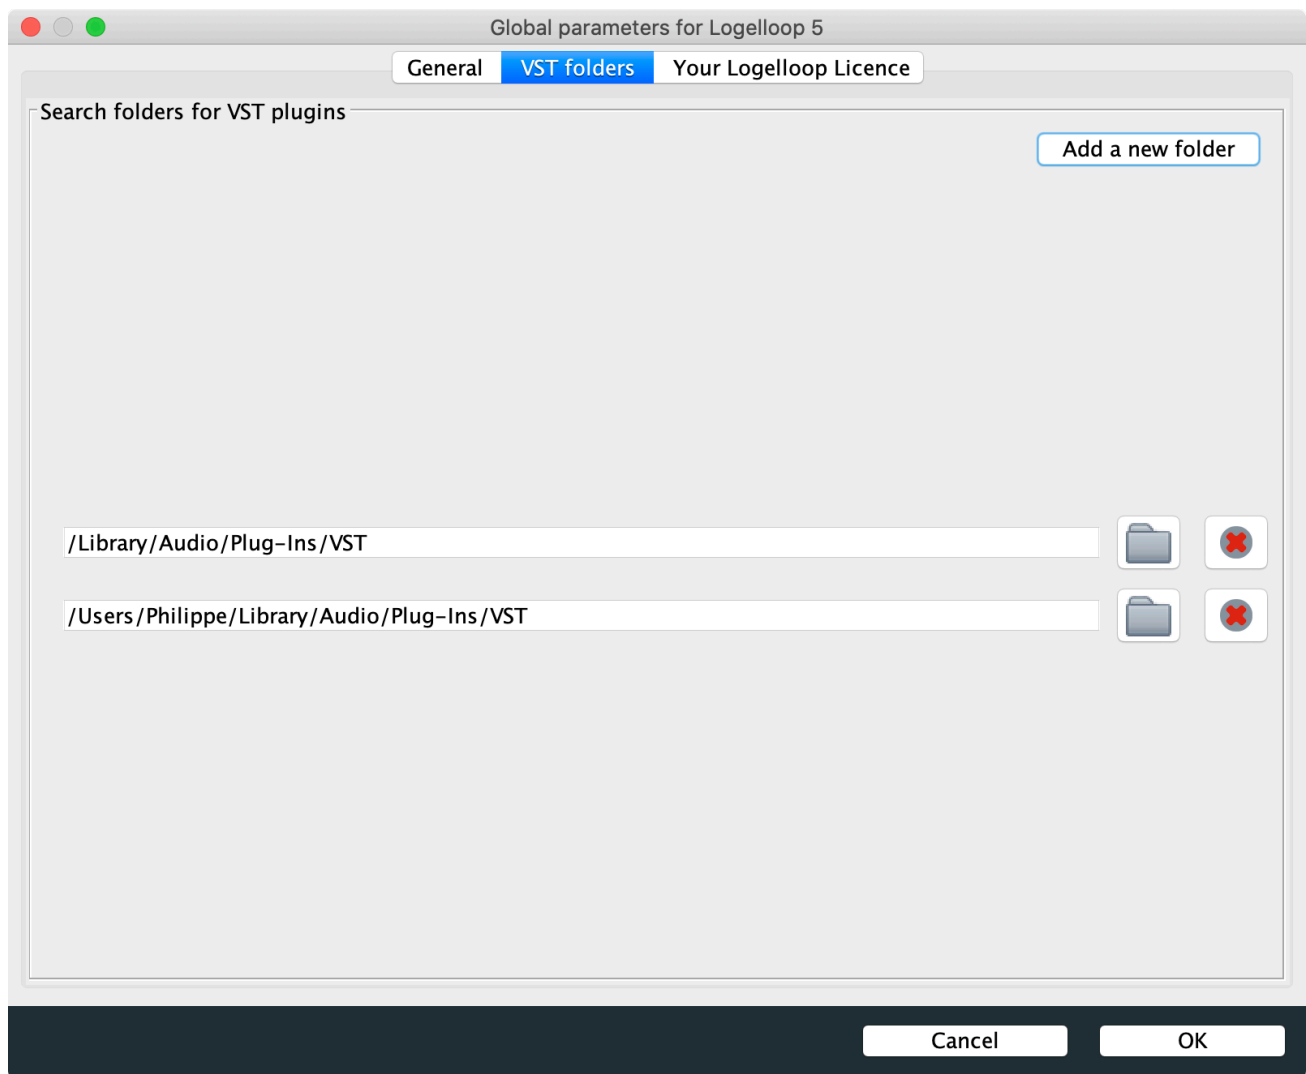 Global parameters for Logelloop 5
General
VST folders
Your Logelloop Licence
Search folders for VST plugins
Add a new folder
/Library/Audio/Plug-Ins/VST
/Users/Philippe/Library/Audio/Plug-Ins/VST
Cancel
OK